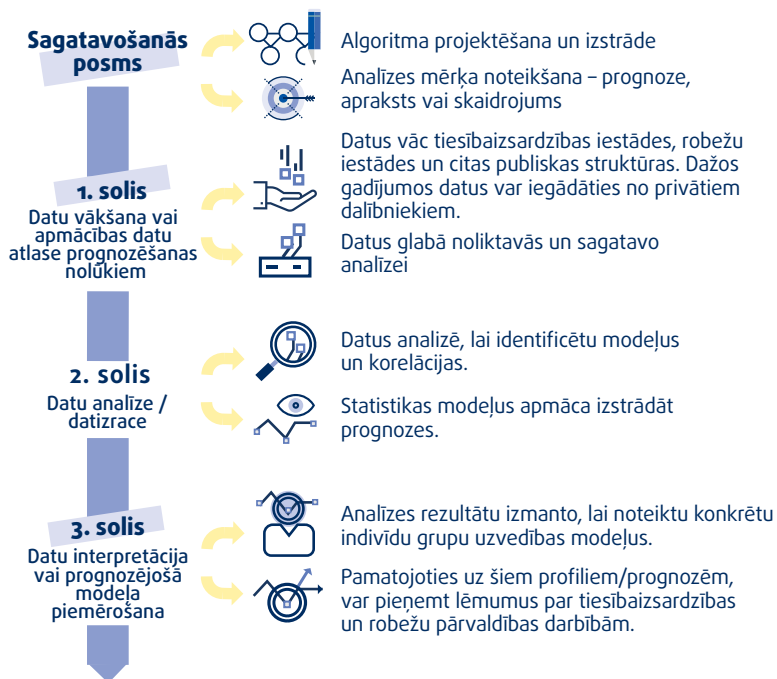 Sagatavošanās
posms
Algoritma projektēšana un izstrāde
Analīzes mērķa noteikšana – prognoze,
apraksts vai skaidrojums
1. solis
Datu vākšana vai
apmācības datu
atlase prognozēšanas
nolūkiem
Datus vāc tiesībaizsardzības iestādes, robežu
iestādes un citas publiskas struktūras. Dažos
gadījumos datus var iegādāties no privātiem
dalībniekiem.
Datus glabā noliktavās un sagatavo
analīzei
2. solis
Datu analīze /
datizrace
Datus analizē, lai identificētu modeļus
un korelācijas.
Statistikas modeļus apmāca izstrādāt
prognozes.
3. solis
Datu interpretācija
vai prognozējošā
modeļa
piemērošana
Analīzes rezultātu izmanto, lai noteiktu konkrētu
indivīdu grupu uzvedības modeļus.
Pamatojoties uz šiem profiliem/prognozēm,
var pieņemt lēmumus par tiesībaizsardzības
un robežu pārvaldības darbībām.